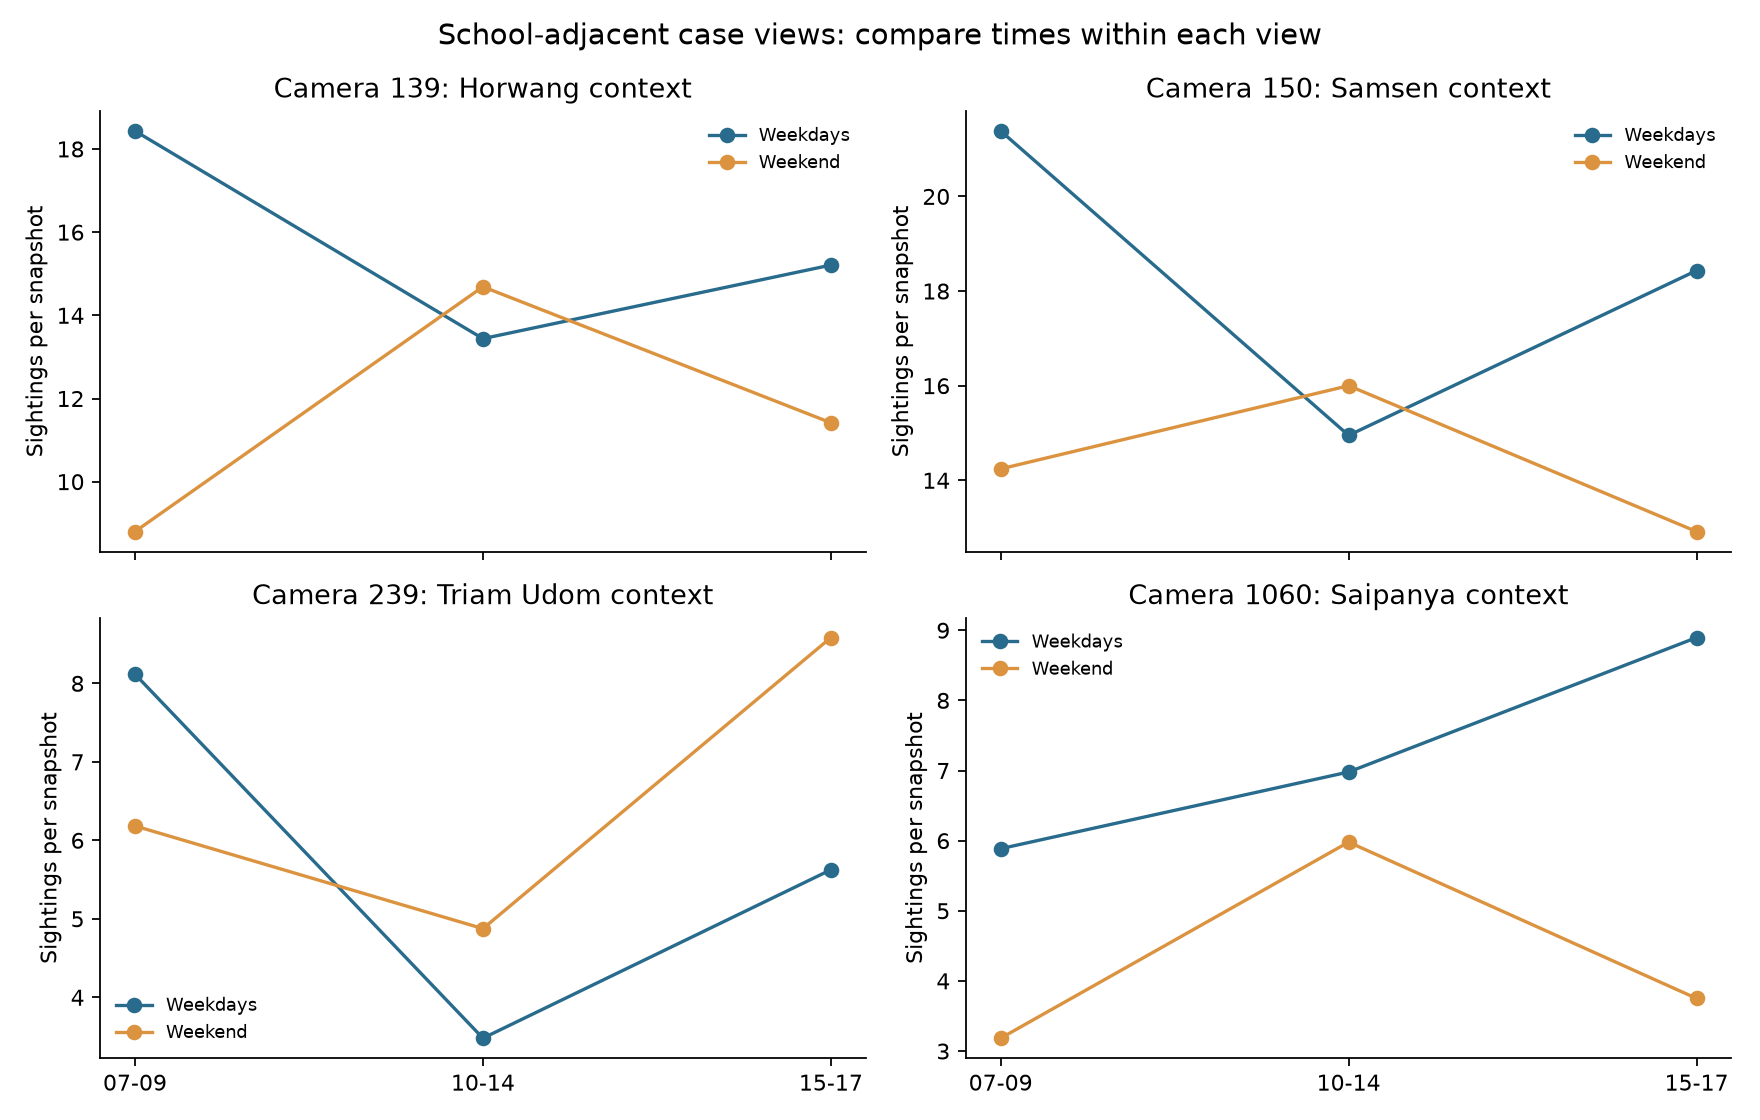 School-adjacent case views: compare times within each view
Camera 139: Horwang context
Sightings per snapshot
18
16
14
12
10
Weekdays
Weekend
Camera 150: Samsen context
Sightings per snapshot
20
18
16
14
Weekdays
Weekend
Camera 239: Triam Udom context
Sightings per snapshot
8
7
6
5
4
Weekdays
Weekend
07-09
10-14
15-17
Camera 1060: Saipanya context
Sightings per snapshot
9
8
7
6
5
4
3
Weekdays
Weekend
07-09
10-14
15-17